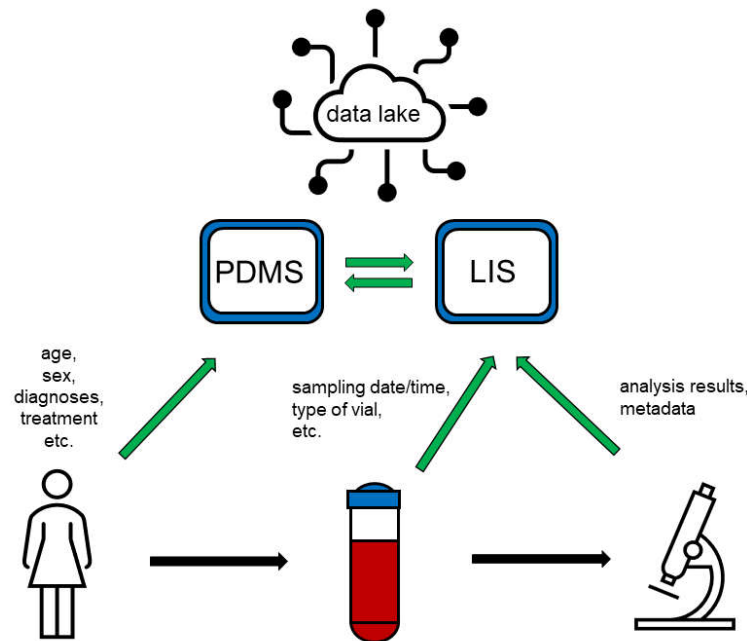 data lake
PDMS
LIS
age,
sex,
diagnoses,
treatment
etc.
sampling date/time,
type of vial,
etc.
analysis results,
metadata